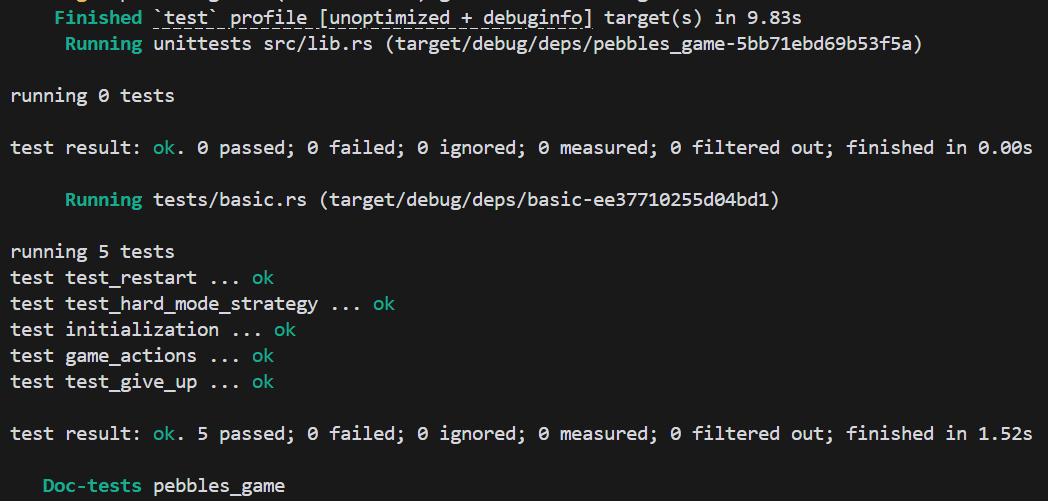 Finished `test` profile [unoptimized + debuginfo] target(s) in 9.83s
Running unittests src/lib.rs (target/debug/deps/pebbles_game-5bb71ebd69b53f5a)
running 0 tests
test result: ok. 0 passed; 0 failed; 0 ignored; 0 measured; 0 filtered out; finished in 0.00s
Running tests/basic.rs (target/debug/deps/basic-ee37710255d04bd1)
running 5 tests
test test_restart ... ok
test test_hard_mode_strategy ... ok
test initialization ... ok
test game_actions ... ok
test test_give_up ... ok
test result: ok. 5 passed; 0 failed; 0 ignored; 0 measured; 0 filtered out; finished in 1.52s
Doc-tests pebbles_game